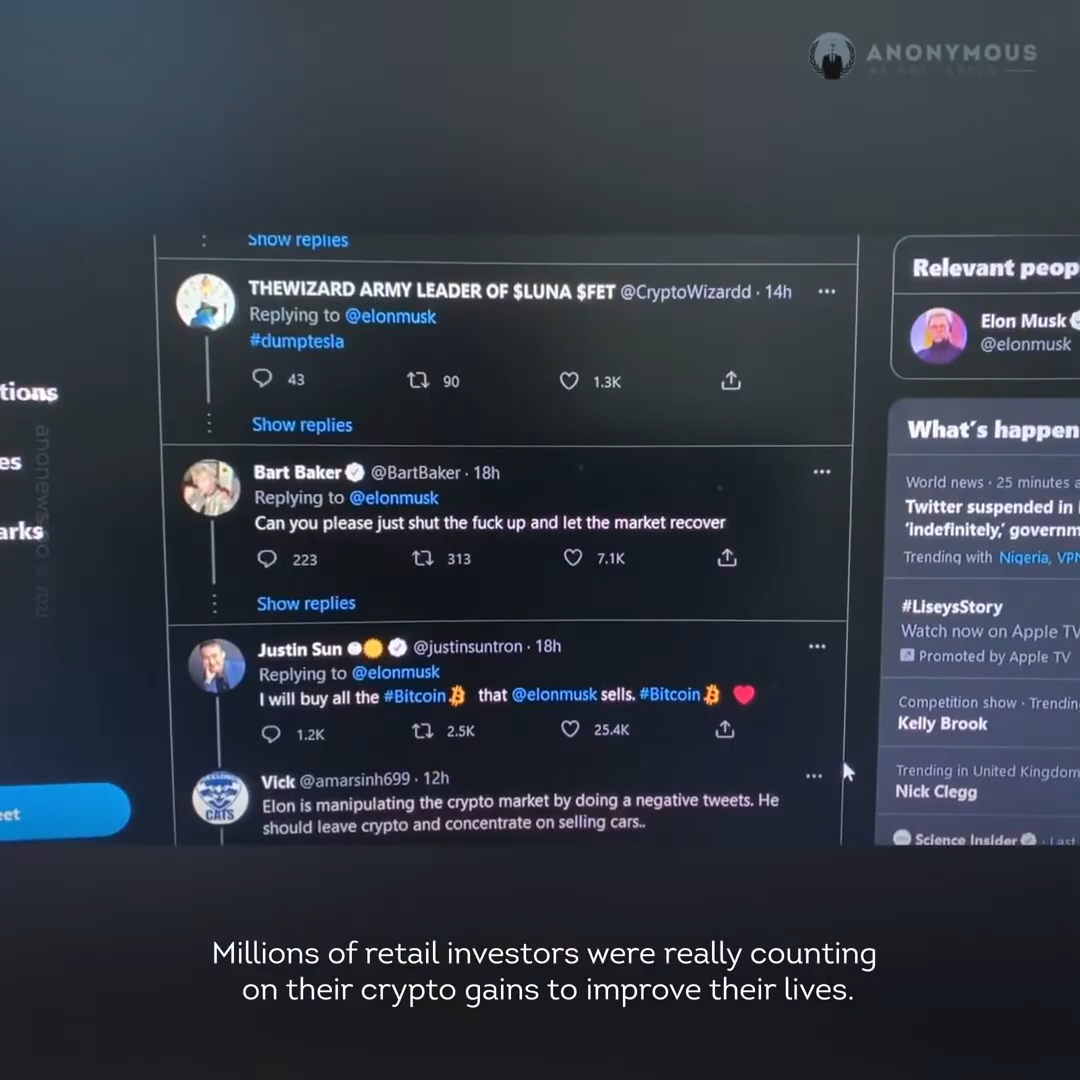 ANONYMOUS
Show replies
THEWIZARD ARMY LEADER OF $LUNA $FET @CryptoWizardd · 14h
Replying to @elonmusk
#dumptesla
43 90 1.3K
Show replies
Bart Baker @BartBaker · 18h
Replying to @elonmusk
Can you please just shut the fuck up and let the market recover
223 313 7.1K
Show replies
Justin Sun @justinsuntron · 18h
Replying to @elonmusk
I will buy all the #Bitcoin that @elonmusk sells. #Bitcoin
1.2K 2.5K 25.4K
Vick @amarsinh699 · 12h
CATS
Elon is manipulating the crypto market by doing a negative tweets. He
should leave crypto and concentrate on selling cars..
tions
es
arks
et
Relevant peop
Elon Musk
@elonmusk
What's happen
World news · 25 minutes a
Twitter suspended in
'indefinitely,' governm
Trending with Nigeria, VPN
#LiseysStory
Watch now on Apple TV
Promoted by Apple TV
Competition show · Trendin
Kelly Brook
Trending in United Kingdom
Nick Clegg
Science Insider · Last
Millions of retail investors were really counting
on their crypto gains to improve their lives.